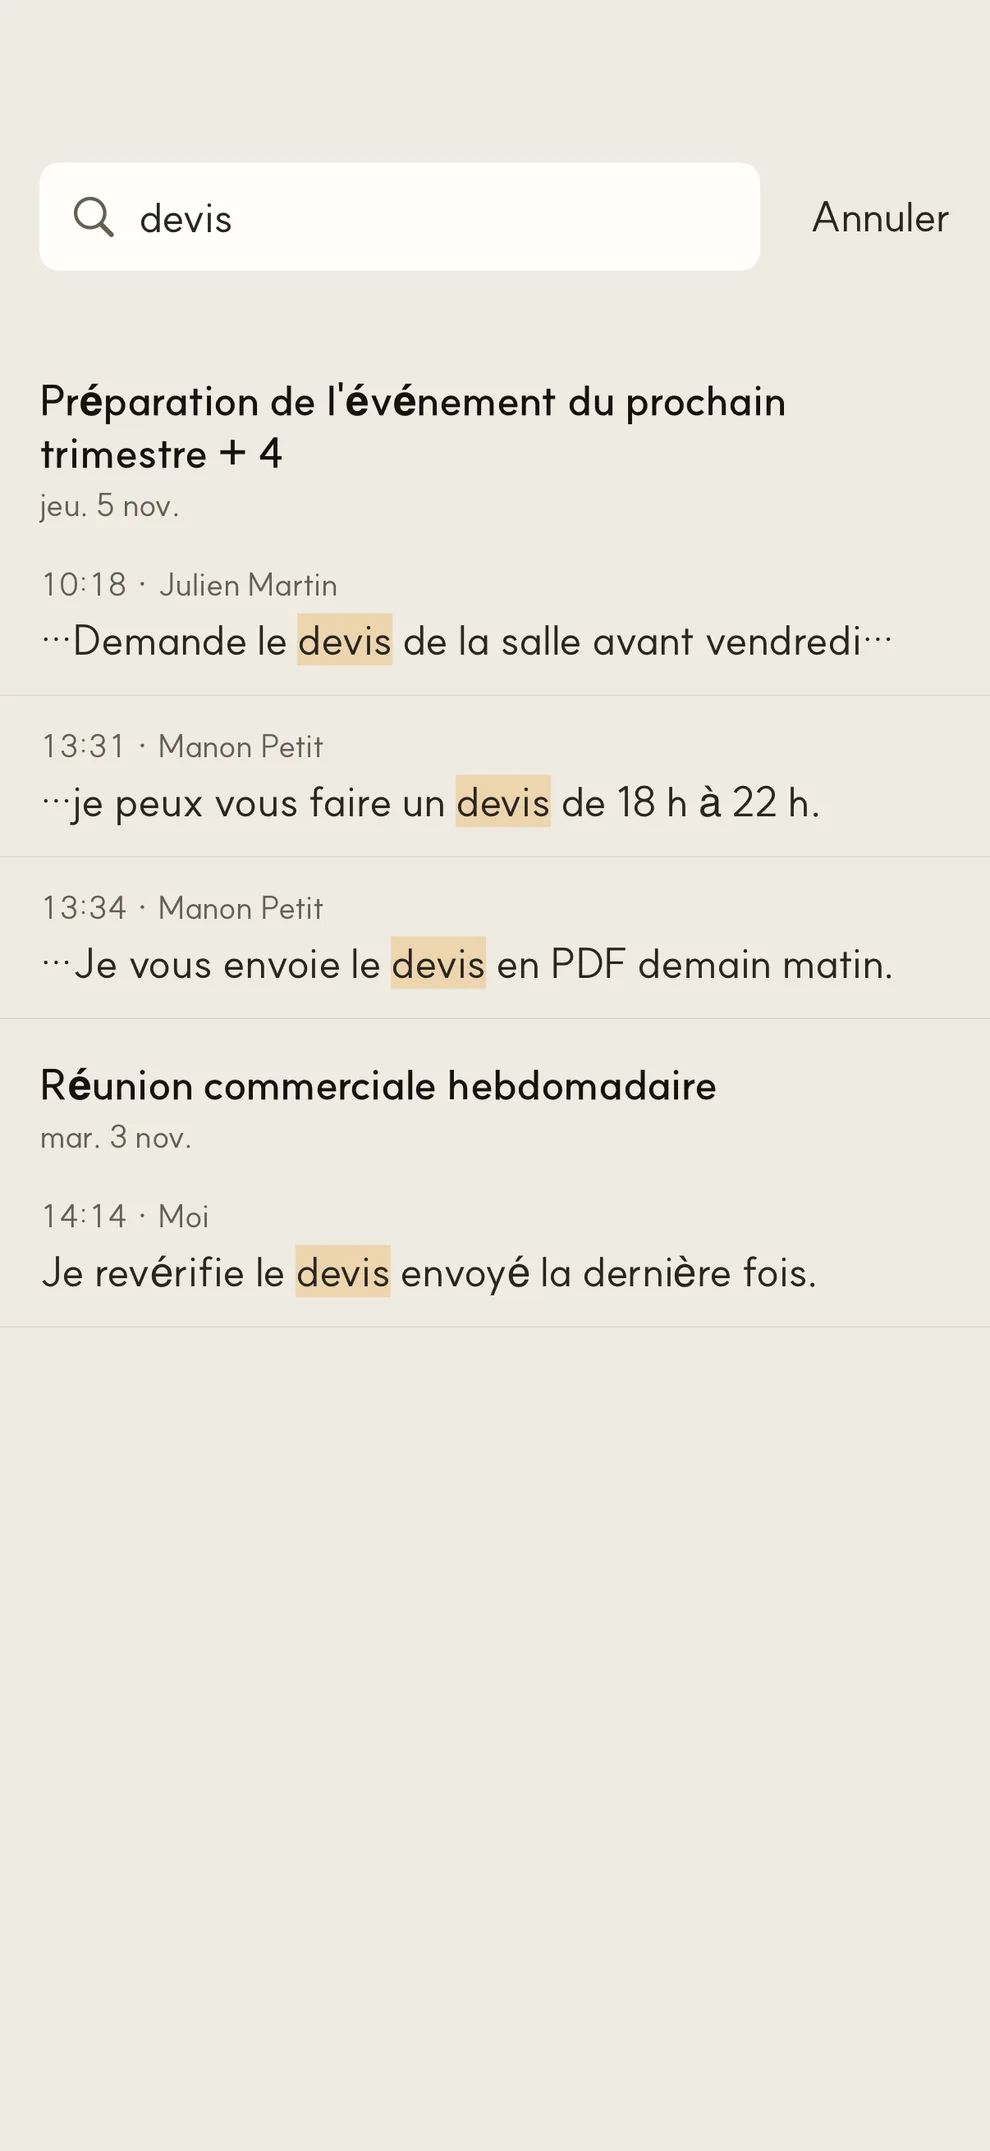 devis
Annuler
Préparation de l'événement du prochain
trimestre + 4
jeu. 5 nov.
10:18 · Julien Martin
···Demande le devis de la salle avant vendredi···
13:31 · Manon Petit
···je peux vous faire un devis de 18 h à 22 h.
13:34 · Manon Petit
···Je vous envoie le devis en PDF demain matin.
Réunion commerciale hebdomadaire
mar. 3 nov.
14:14 · Moi
Je revérifie le devis envoyé la dernière fois.